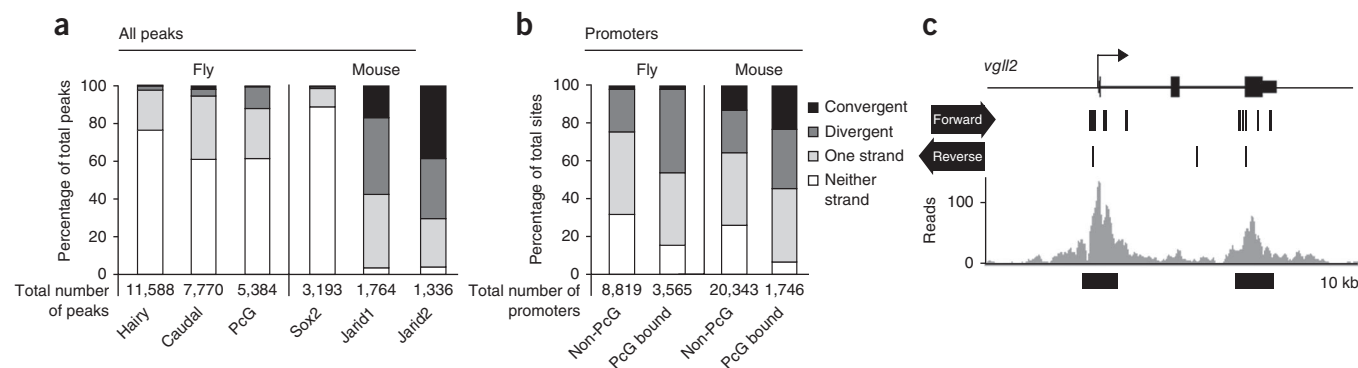 a
All peaks
Fly Mouse
Percentage of total peaks
100
80
60
40
20
0
Total number of peaks
11,588 7,770 5,384 3,193 1,764 1,336
Hairy Caudal PcG Sox2 Jarid1 Jarid2
b
Promoters
Fly Mouse
Percentage of total sites
100
80
60
40
20
0
Total number of promoters
8,819 3,565 20,343 1,746
Non-PcG PcG bound Non-PcG PcG bound
Convergent
Divergent
One strand
Neither strand
c
vgll2
Forward
Reverse
Reads
100
0
10 kb